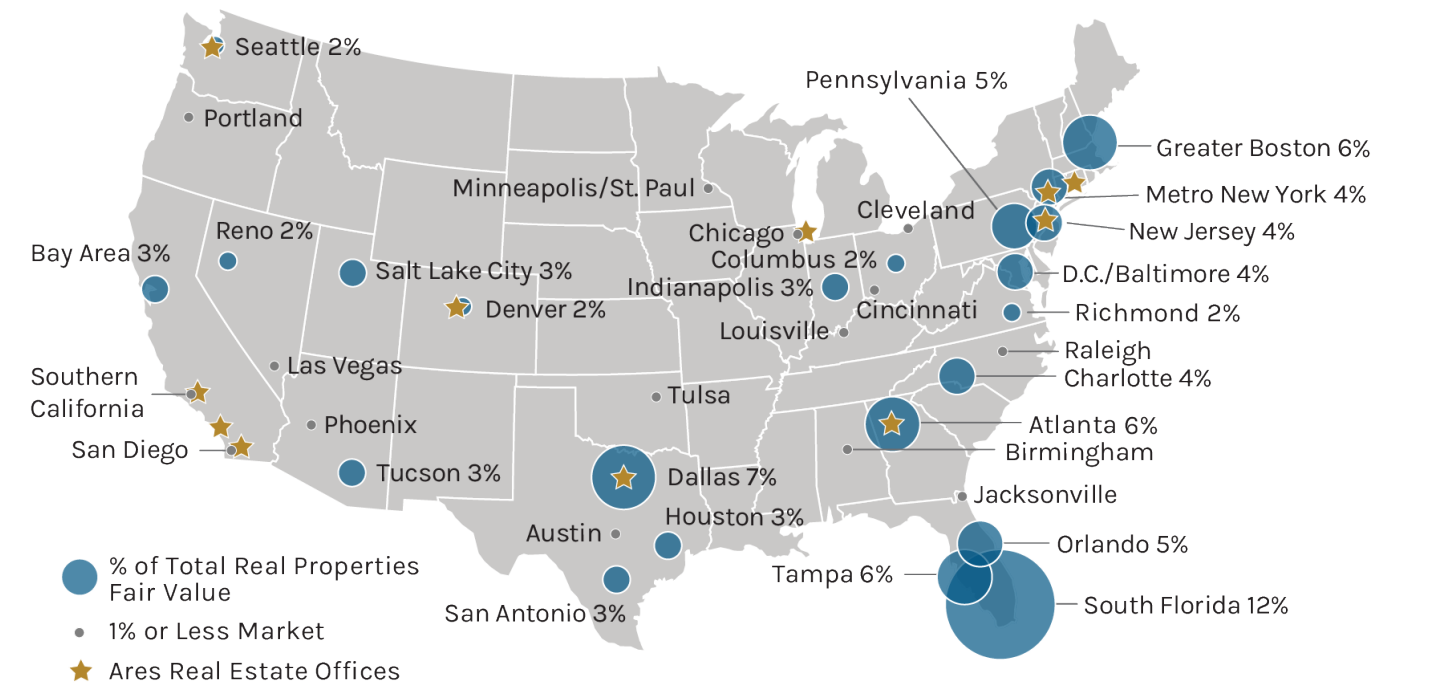 Seattle 2%
Pennsylvania 5%
Portland
Greater Boston 6%
Minneapolis/St. Paul
Metro New York 4%
Cleveland
Reno 2%
Chicago
New Jersey 4%
Bay Area 3%
Columbus 2%
Salt Lake City 3%
D.C./Baltimore 4%
Indianapolis 3%
Denver 2%
Cincinnati
Richmond 2%
Louisville
Raleigh
Las Vegas
Southern
California
Charlotte 4%
Tulsa
Phoenix
Atlanta 6%
San Diego
Birmingham
Tucson 3%
Dallas 7%
Jacksonville
Houston 3%
Austin
Orlando 5%
% of Total Real Properties
Fair Value
Tampa 6%
South Florida 12%
San Antonio 3%
1% or Less Market
Ares Real Estate Offices